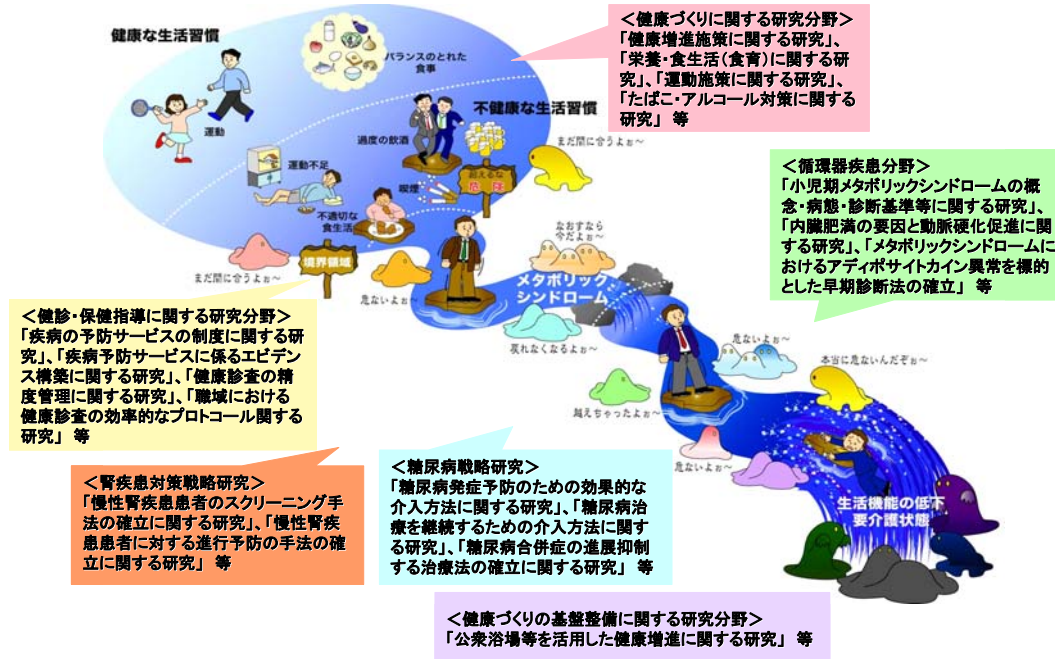 ＜健康づくりに関する研究分野＞
「健康増進施策に関する研究」、
「栄養・食生活（食育）に関する研
究」、「運動施策に関する研究」、
「たばこ・アルコール対策に関する
研究」 等
健康な生活習慣
バランスのとれた
食事
運動
不健康な生活習慣
過度の飲酒
まだ間に合うよぉ～
運動不足
喫煙
超えるな
危険
不適切な
食生活
なおすなら
今だよぉ～
境界領域
まだ間に合うよぉ～
危ないよぉ～
メタボリック
シンドローム
戻れなくなるよぉ～
＜循環器疾患分野＞
「小児期メタボリックシンドロームの概
念・病態・診断基準等に関する研究」、
「内臓肥満の要因と動脈硬化促進に関
する研究」、「メタボリックシンドロームに
おけるアディポサイトカイン異常を標的
とした早期診断法の確立」 等
＜健診・保健指導に関する研究分野＞
「疾病の予防サービスの制度に関する研
究」、「疾病予防サービスに係るエビデン
ス構築に関する研究」、「健康診査の精
度管理に関する研究」、「職域における
健康診査の効率的なプロトコール関する
研究」 等
危ないよぉ～
本当に危ないんだぞぉ～
越えちゃったよぉ～
危ないよぉ～
生活機能の低下
要介護状態
＜腎疾患対策戦略研究＞
「慢性腎疾患患者のスクリーニング手
法の確立に関する研究」、「慢性腎疾
患患者に対する進行予防の手法の確
立に関する研究」 等
＜糖尿病戦略研究＞
「糖尿病発症予防のための効果的な
介入方法に関する研究」、「糖尿病治
療を継続するための介入方法に関す
る研究」、「糖尿病合併症の進展抑制
する治療法の確立に関する研究」 等
＜健康づくりの基盤整備に関する研究分野＞
「公衆浴場等を活用した健康増進に関する研究」 等